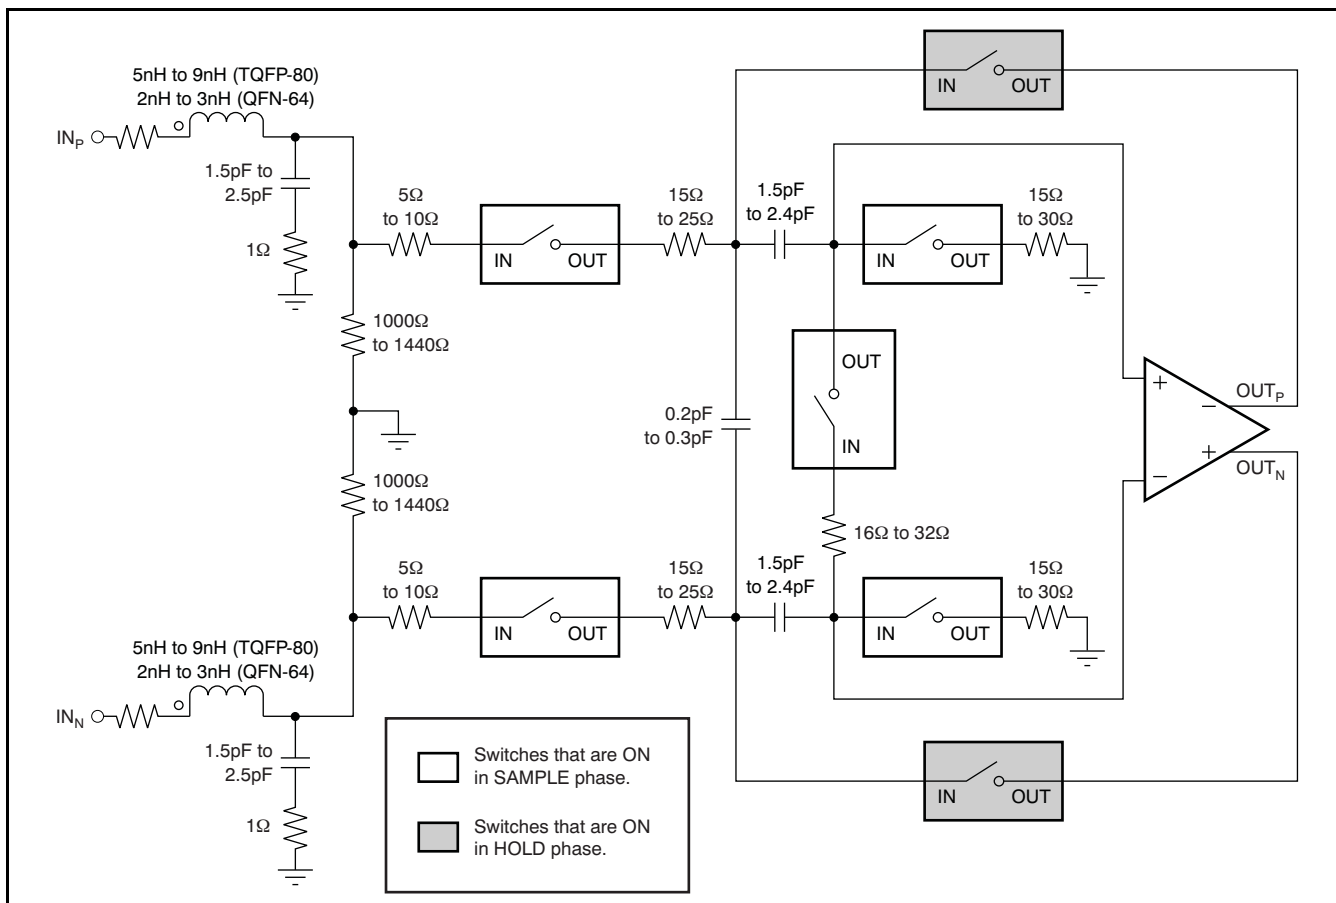 5nH to 9nH (TQFP-80)
2nH to 3nH (QFN-64)
IN OUT
INP
1.5pF to
2.5pF
5Ω
to 10Ω
15Ω
to 25Ω
1.5pF
to 2.4pF
15Ω
to 30Ω
1Ω
IN OUT
IN OUT
1000Ω
to 1440Ω
OUT
IN
0.2pF
to 0.3pF
+
−
−
+
OUTP
OUTN
1000Ω
to 1440Ω
16Ω to 32Ω
5Ω
to 10Ω
15Ω
to 25Ω
1.5pF
to 2.4pF
15Ω
to 30Ω
IN OUT
IN OUT
5nH to 9nH (TQFP-80)
2nH to 3nH (QFN-64)
INN
1.5pF to
2.5pF
1Ω
Switches that are ON
in SAMPLE phase.
Switches that are ON
in HOLD phase.
IN OUT